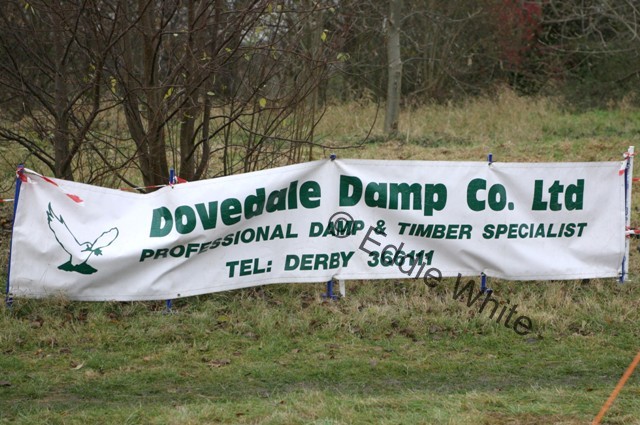 Dovedale Damp Co. Ltd
PROFESSIONAL DAMP & TIMBER SPECIALIST
TEL: DERBY 366111
© Eddie White